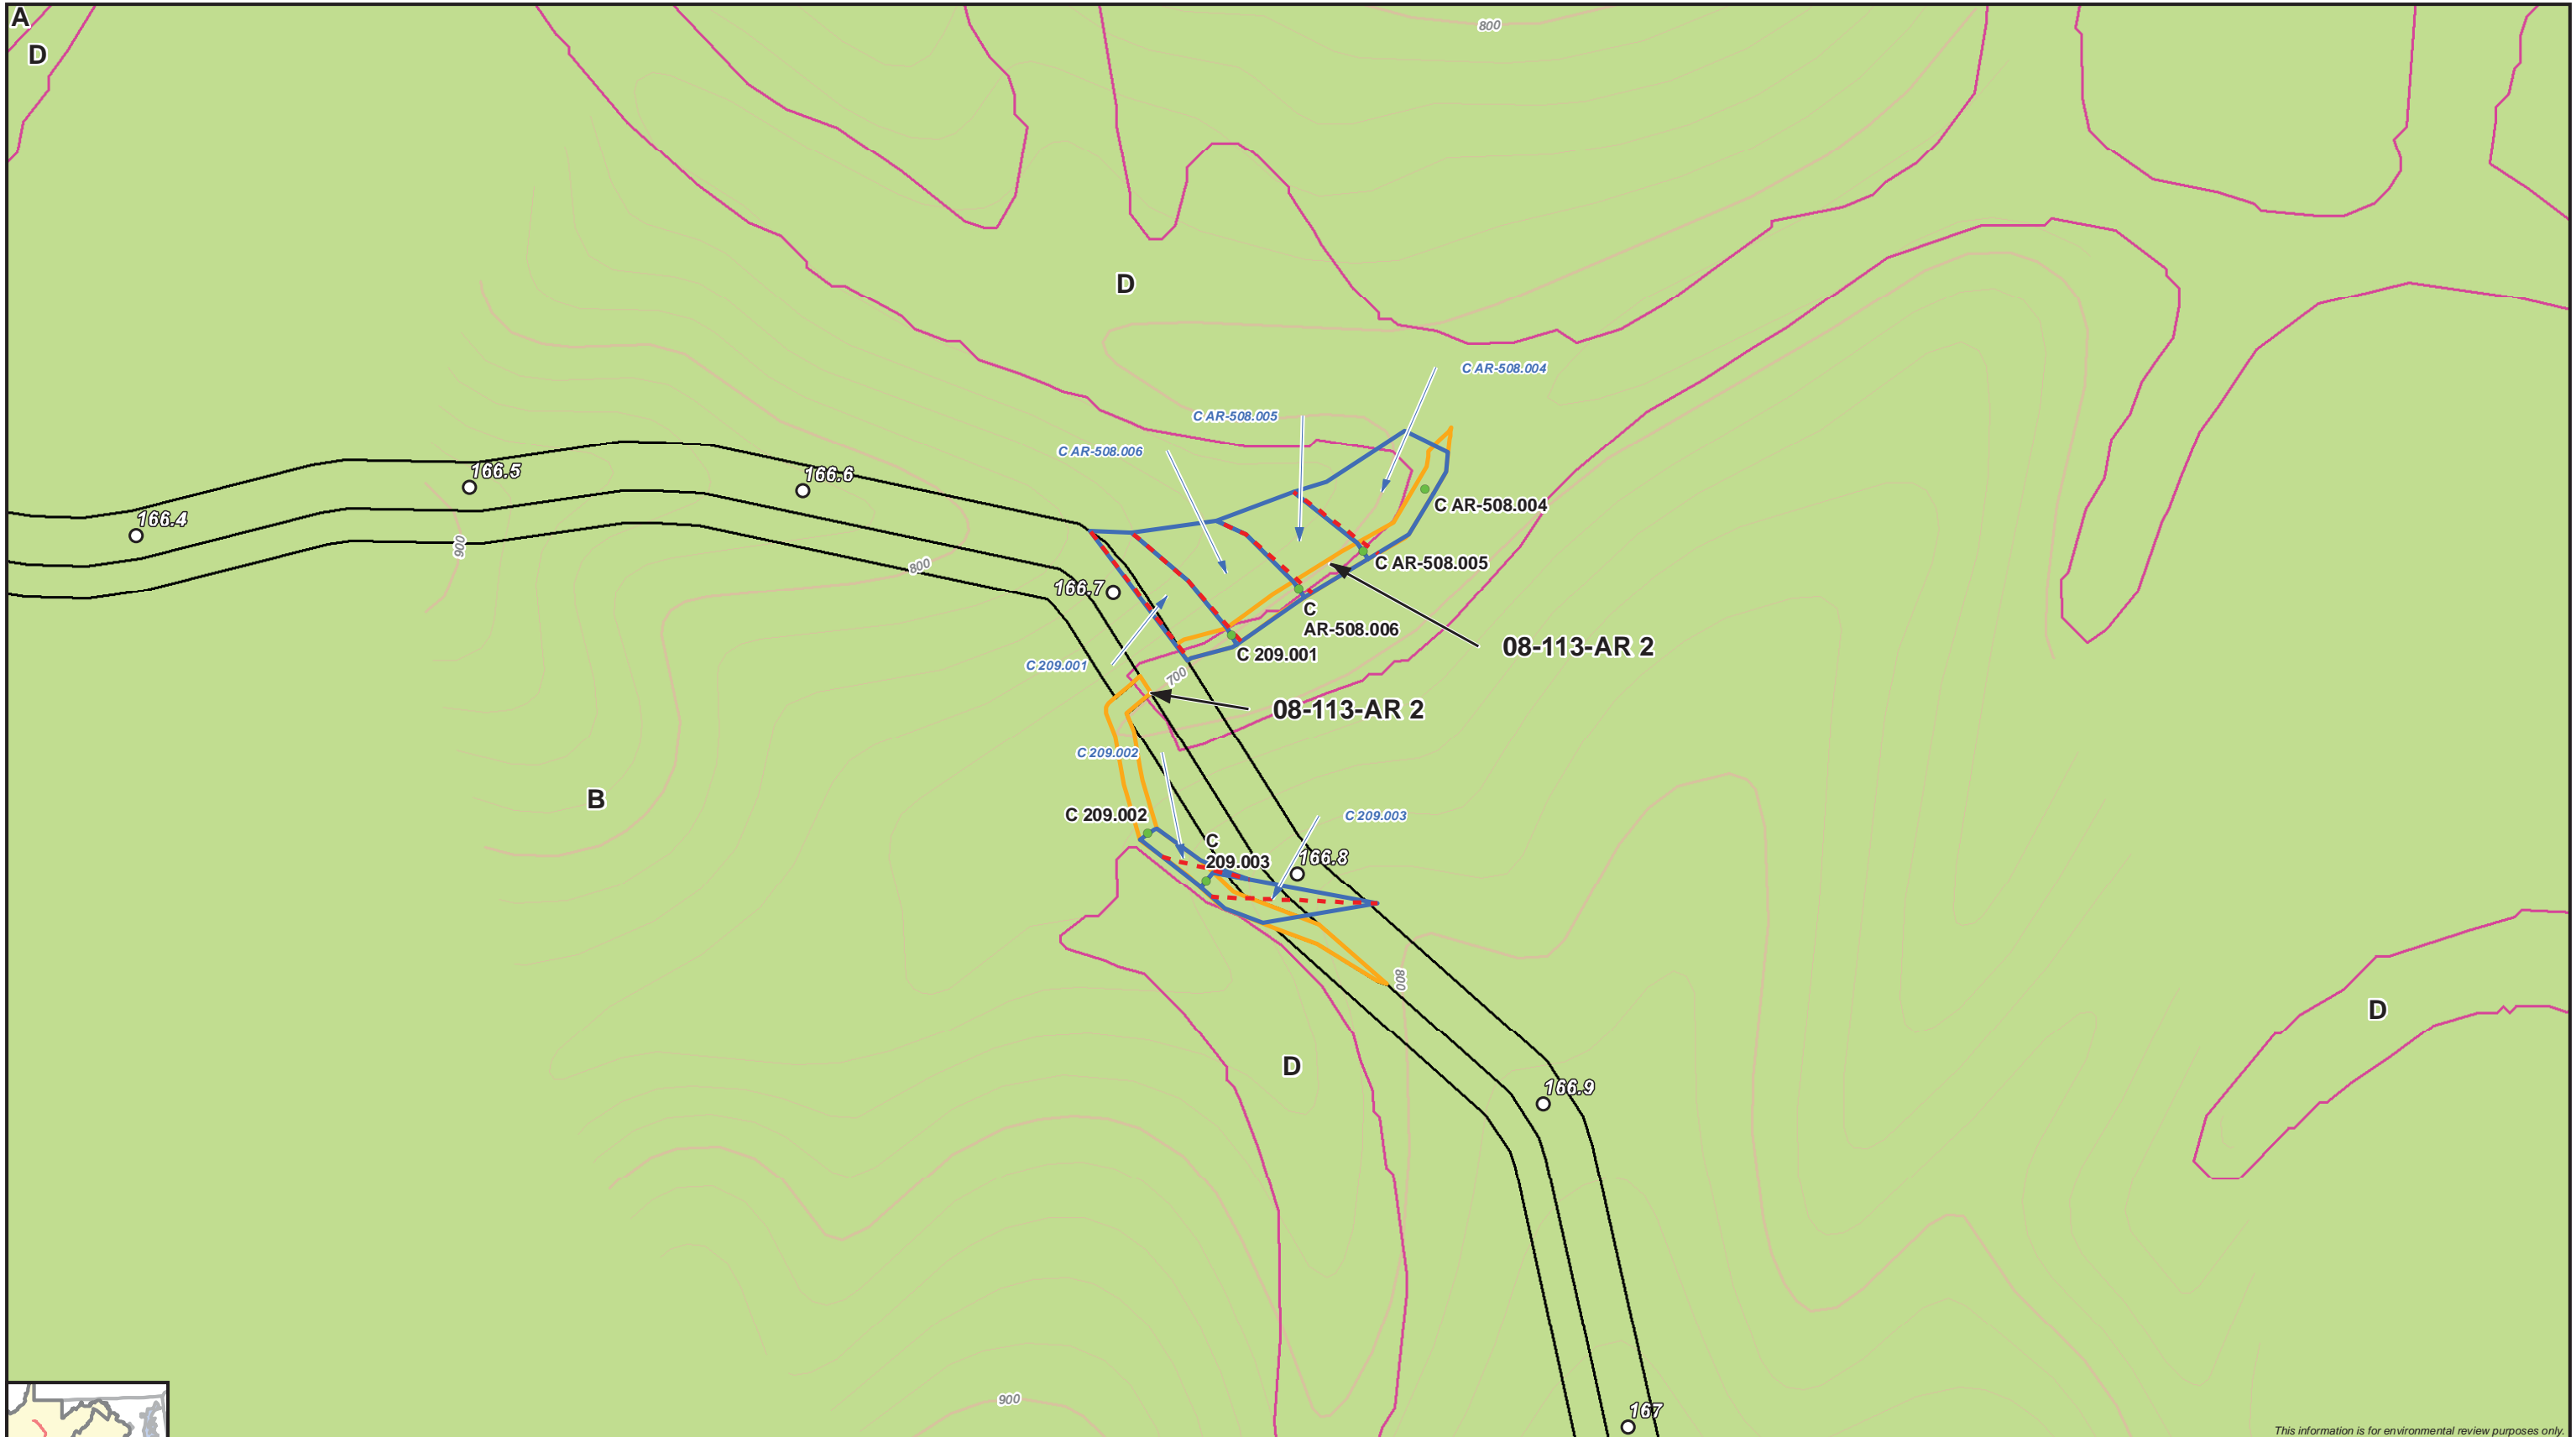 A
D
800
D
C AR-508.004
C AR-508.005
C AR-508.006
166.5
166.6
C AR-508.004
166.4
900
800
C AR-508.005
166.7
C
AR-508.006
08-113-AR 2
C 209.001
C 209.001
700
08-113-AR 2
C 209.002
B
C 209.002
C 209.003
C
209.003
166.8
800
D
D
166.9
900
167
This information is for environmental review purposes only.